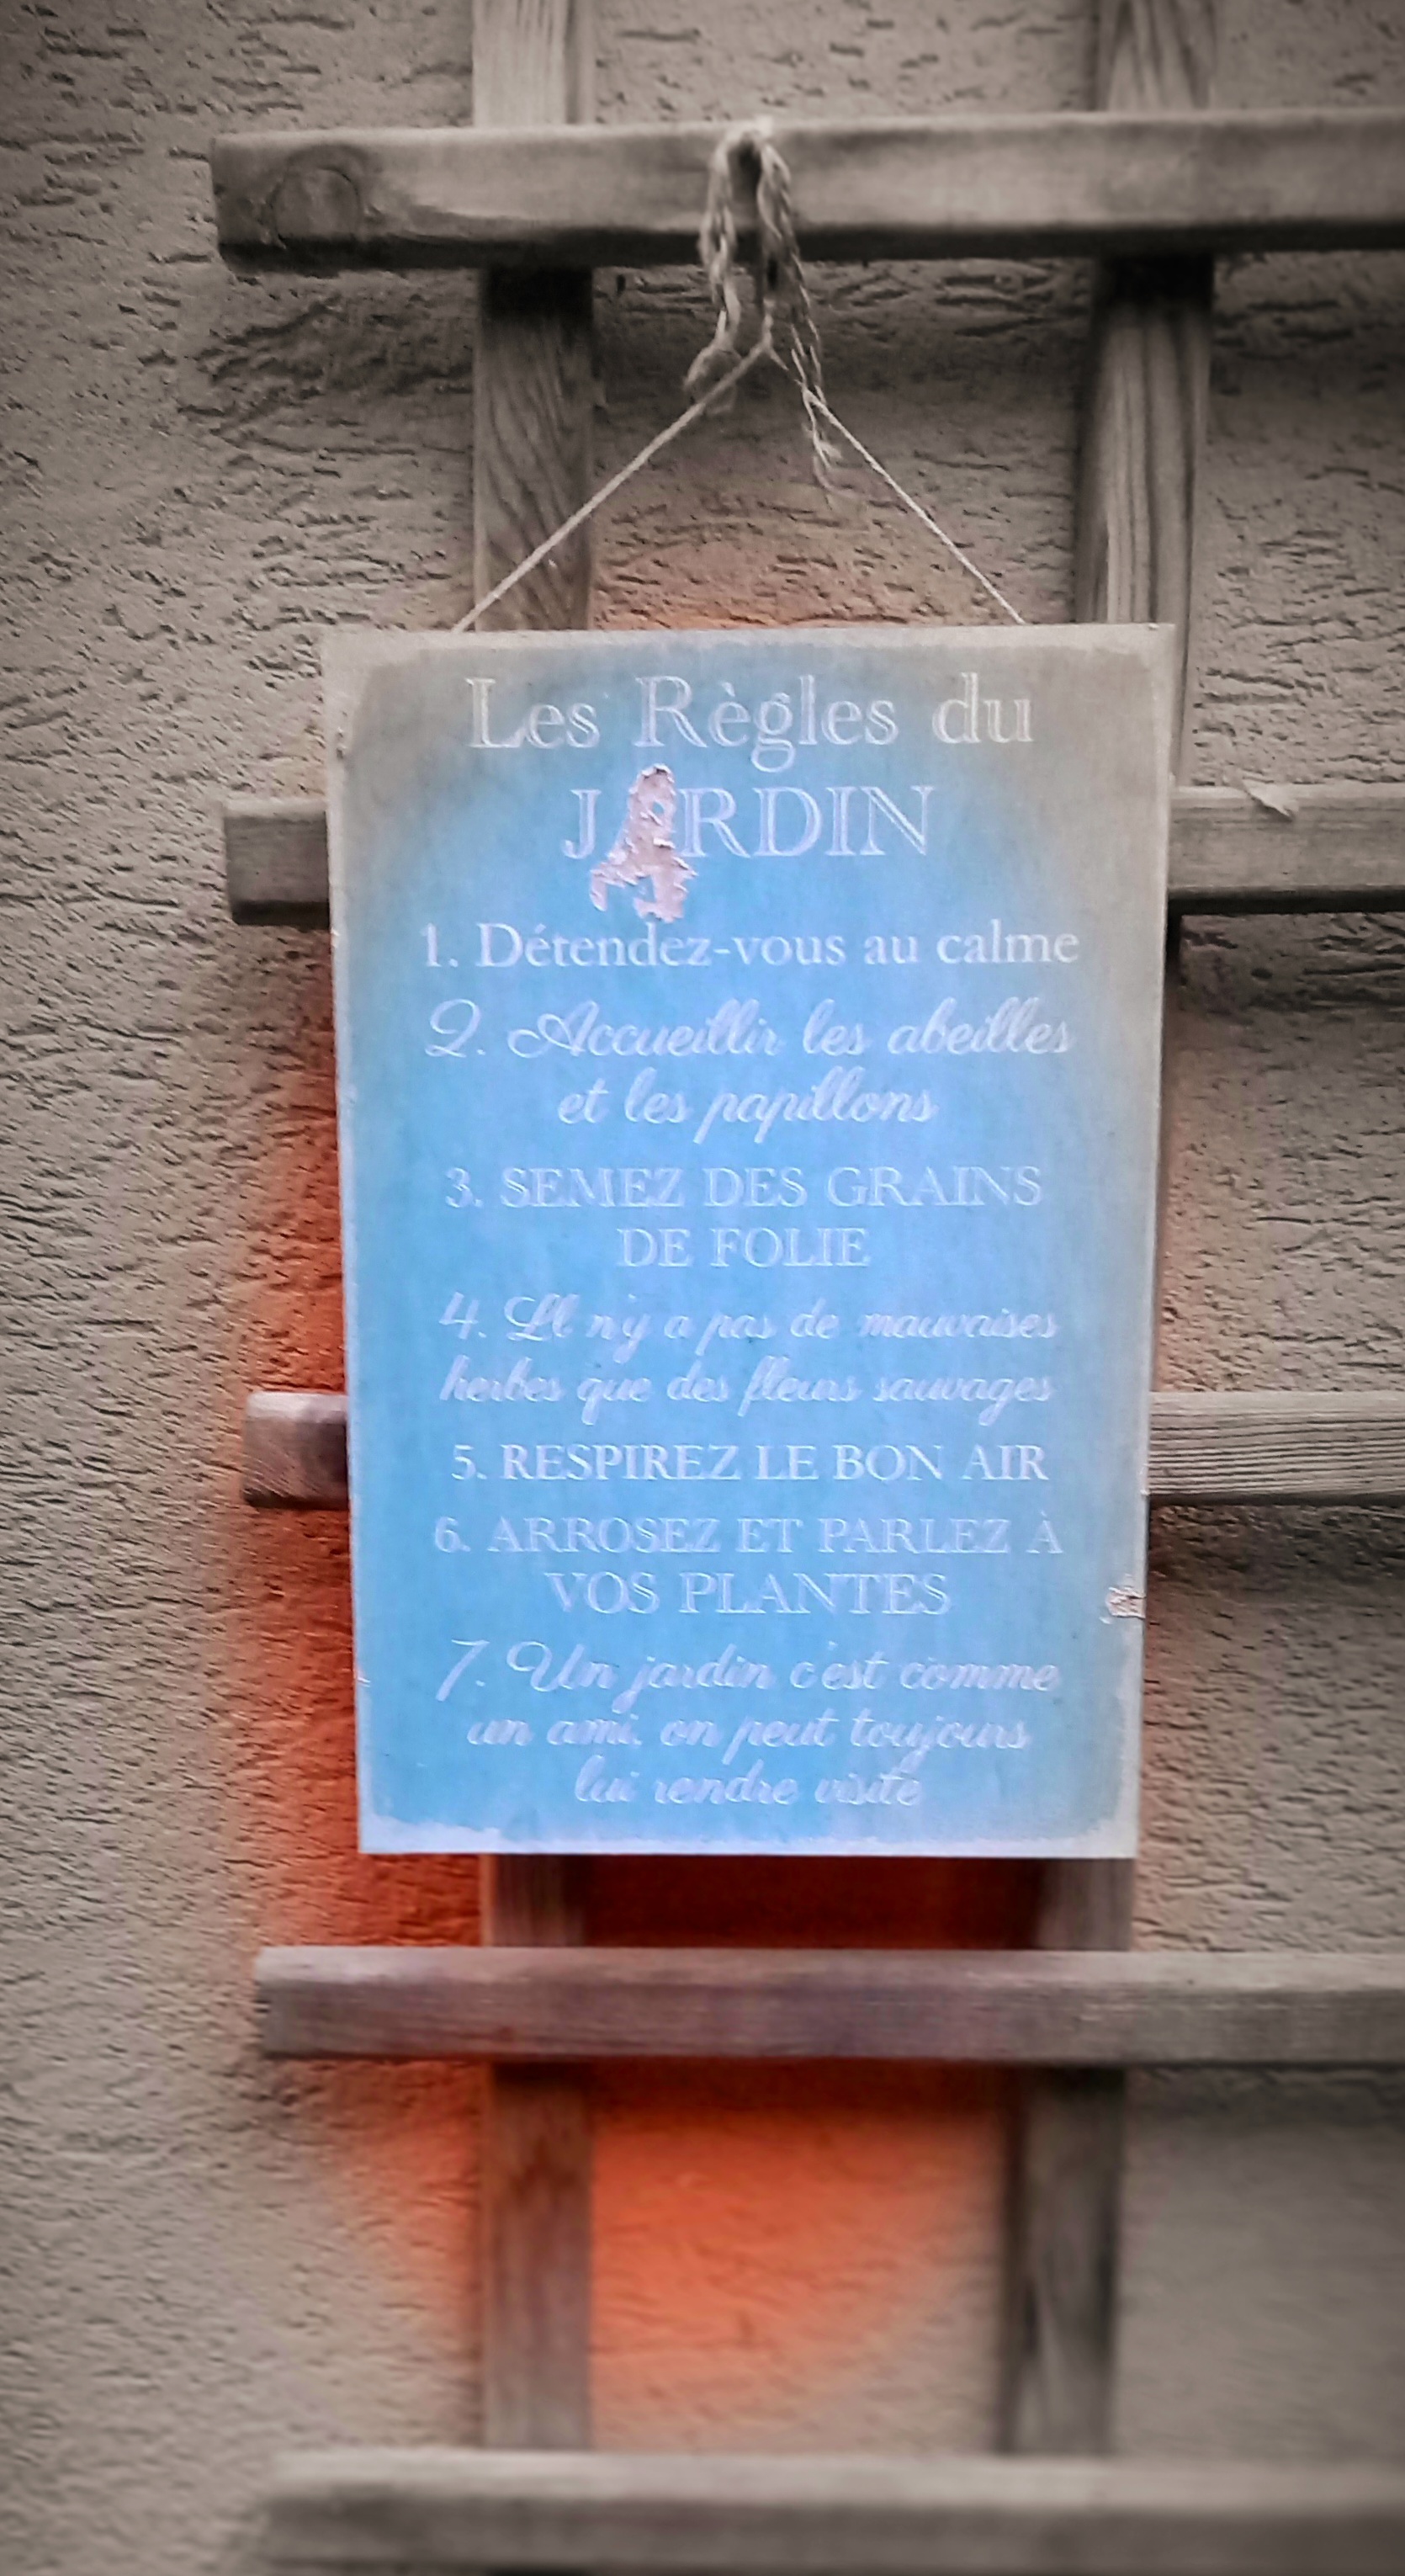 Les Règles du
JARDIN
1. Détendez-vous au calme
2. Accueillir les abeilles
et les papillons
3. SEMEZ DES GRAINS
DE FOLIE
4. Il n'y a pas de mauvaises
herbes que des fleurs sauvages
5. RESPIREZ LE BON AIR
6. ARROSEZ ET PARLEZ À
VOS PLANTES
7. Un jardin c'est comme
un ami, on peut toujours
lui rendre visite